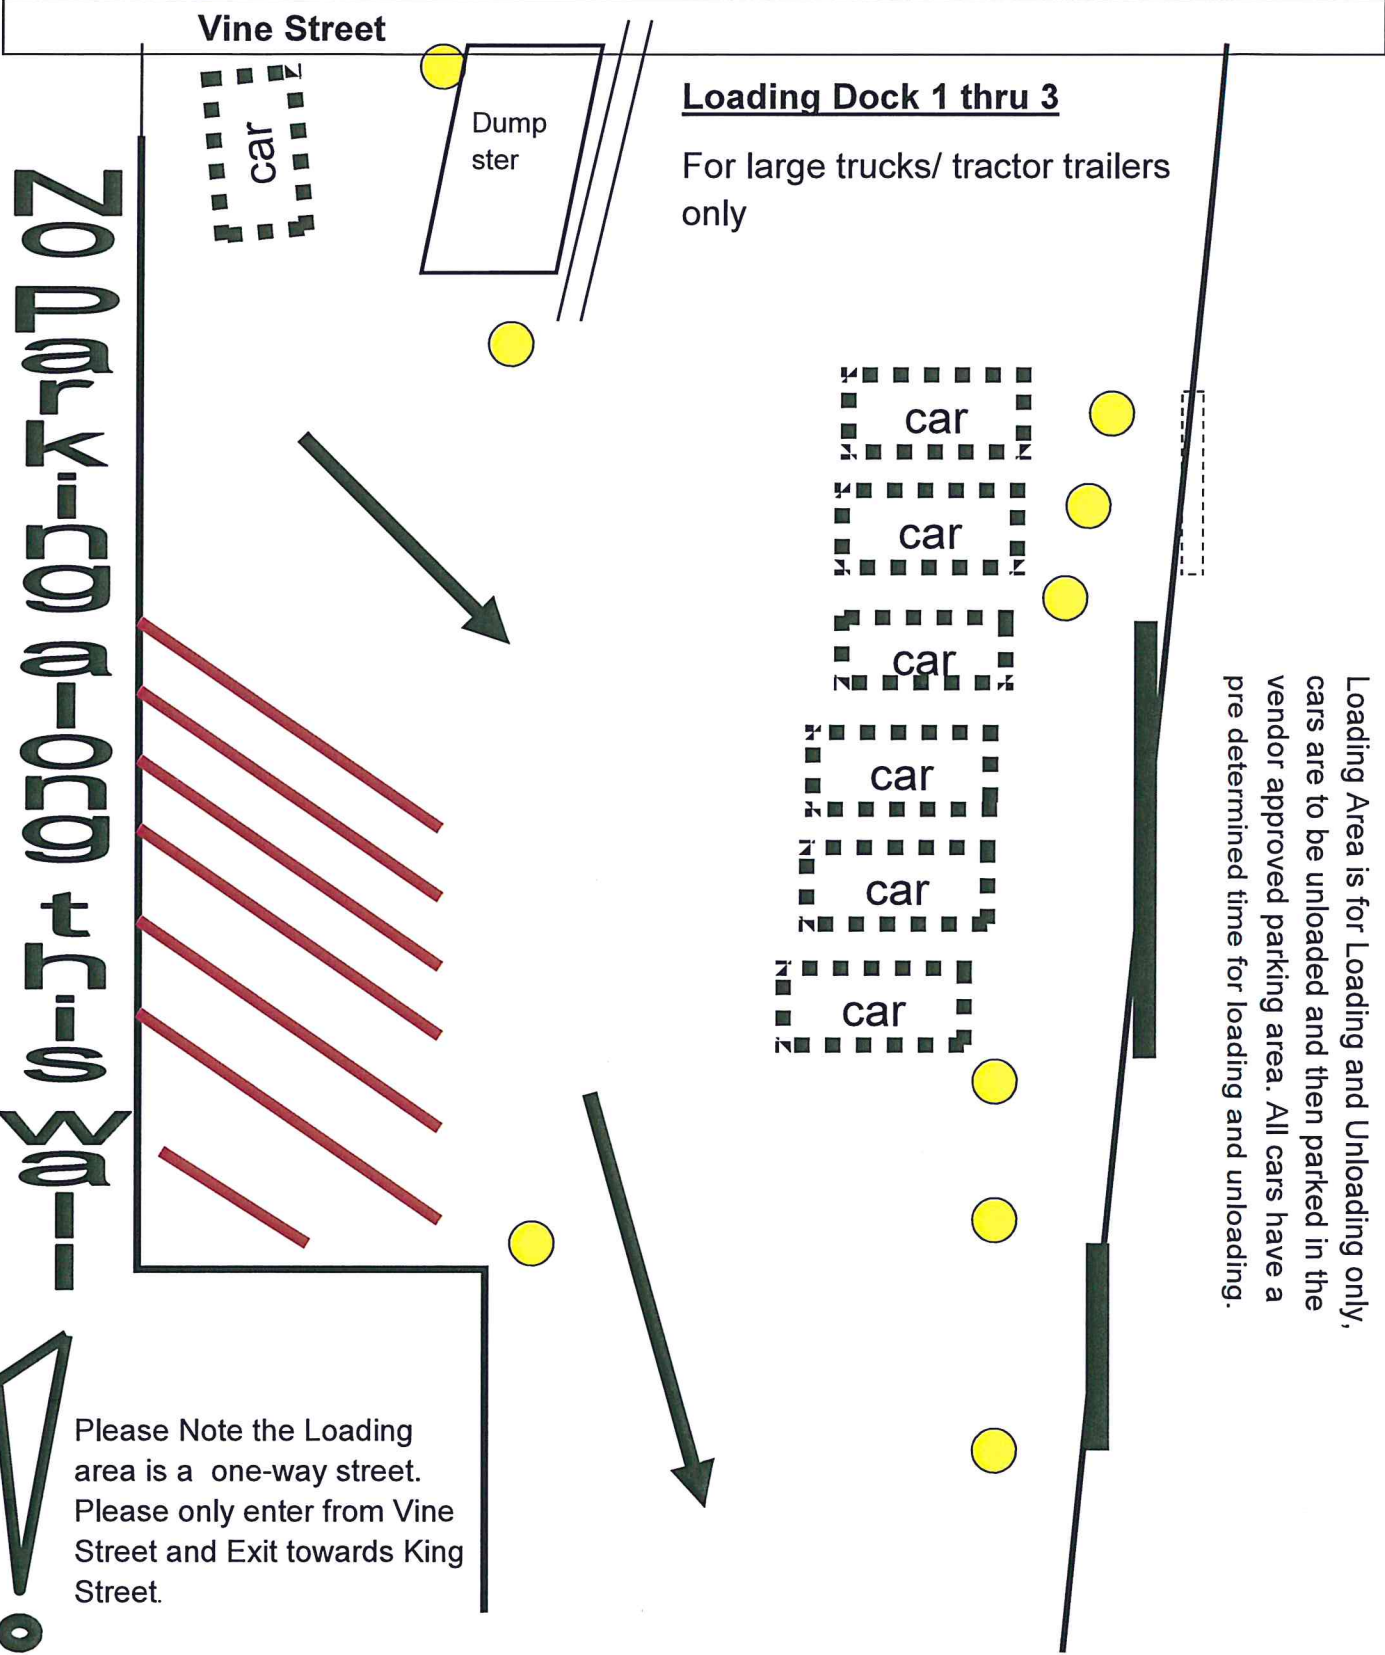 Vine Street
car
Dump
ster
Loading Dock 1 thru 3
For large trucks/ tractor trailers
only
No Parking along this wall!
car
car
car
car
car
car
Loading Area is for Loading and Unloading only,
cars are to be unloaded and then parked in the
vendor approved parking area. All cars have a
pre determined time for loading and unloading.
Please Note the Loading
area is a  one-way street.
Please only enter from Vine
Street and Exit towards King
Street.